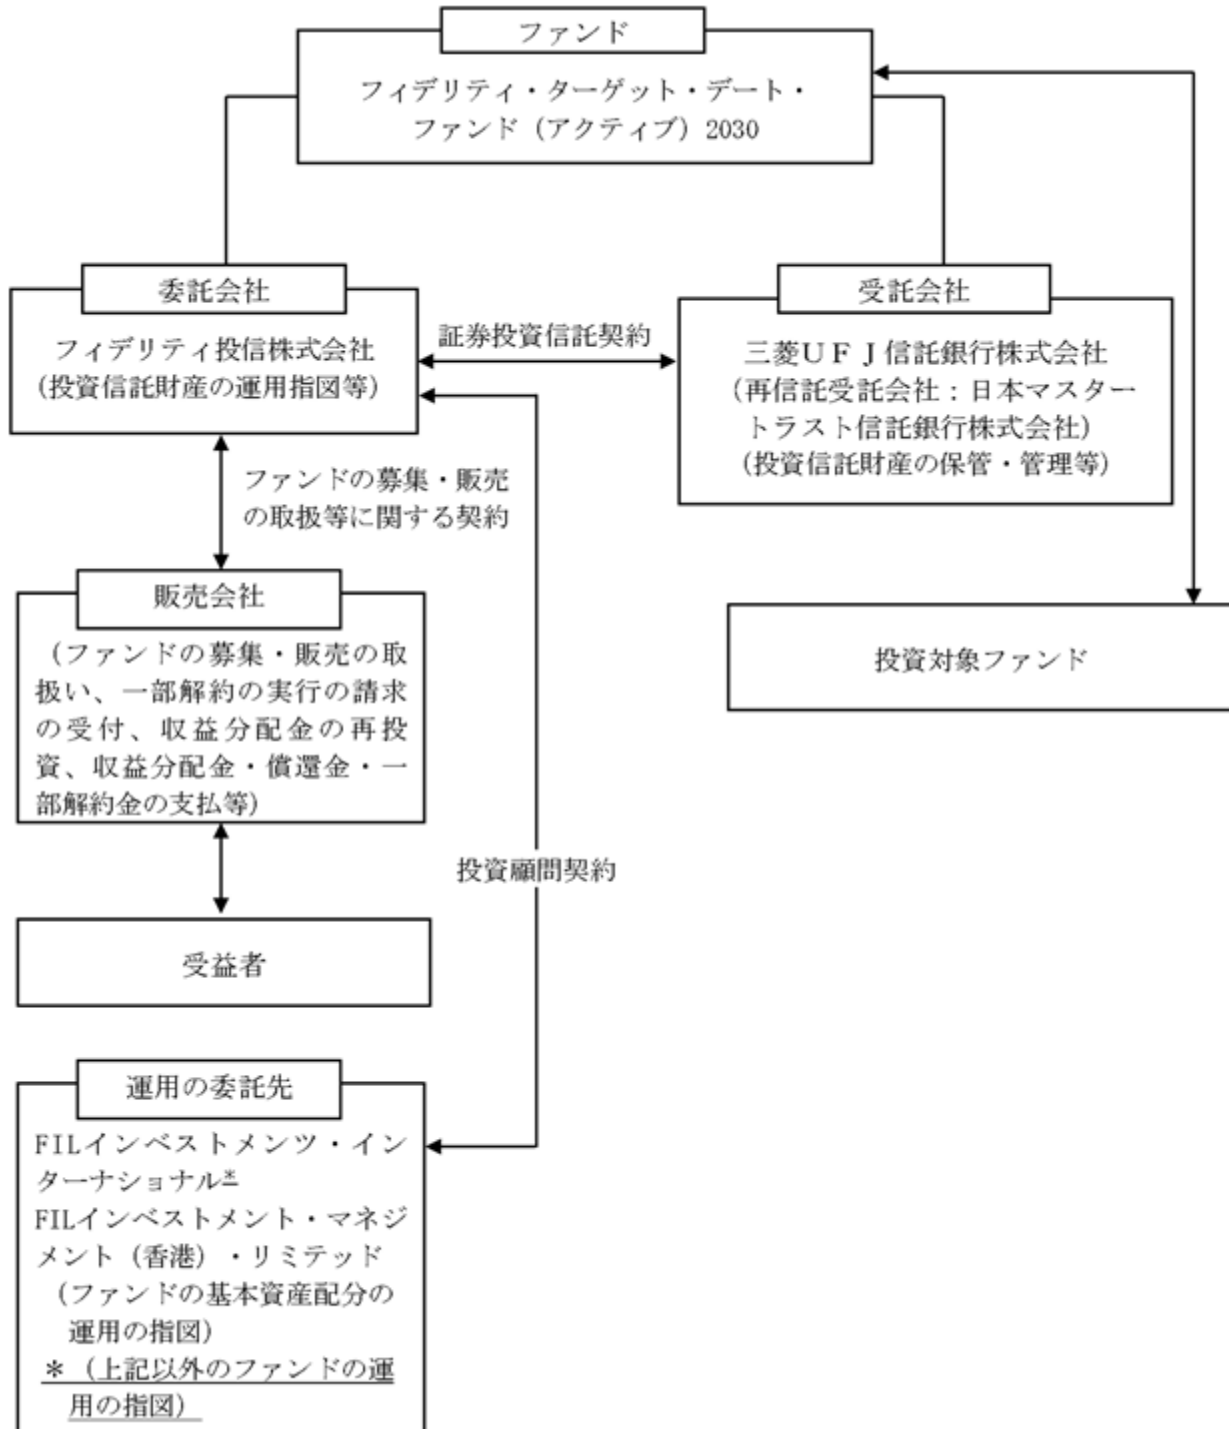 ファンド
フィデリティ・ターゲット・デート・
ファンド（アクティブ）2030
委託会社
フィデリティ投信株式会社
（投資信託財産の運用指図等）
証券投資信託契約
受託会社
三菱ＵＦＪ信託銀行株式会社
（再信託受託会社：日本マスター
トラスト信託銀行株式会社）
（投資信託財産の保管・管理等）
ファンドの募集・販売
の取扱等に関する契約
販売会社
（ファンドの募集・販売の取
扱い、一部解約の実行の請求
の受付、収益分配金の再投
資、収益分配金・償還金・一
部解約金の支払等）
投資対象ファンド
投資顧問契約
受益者
運用の委託先
FILインベストメンツ・イン
ターナショナル*
FILインベストメント・マネジ
メント（香港）・リミテッド
（ファンドの基本資産配分の
運用の指図）
＊（上記以外のファンドの運
用の指図）